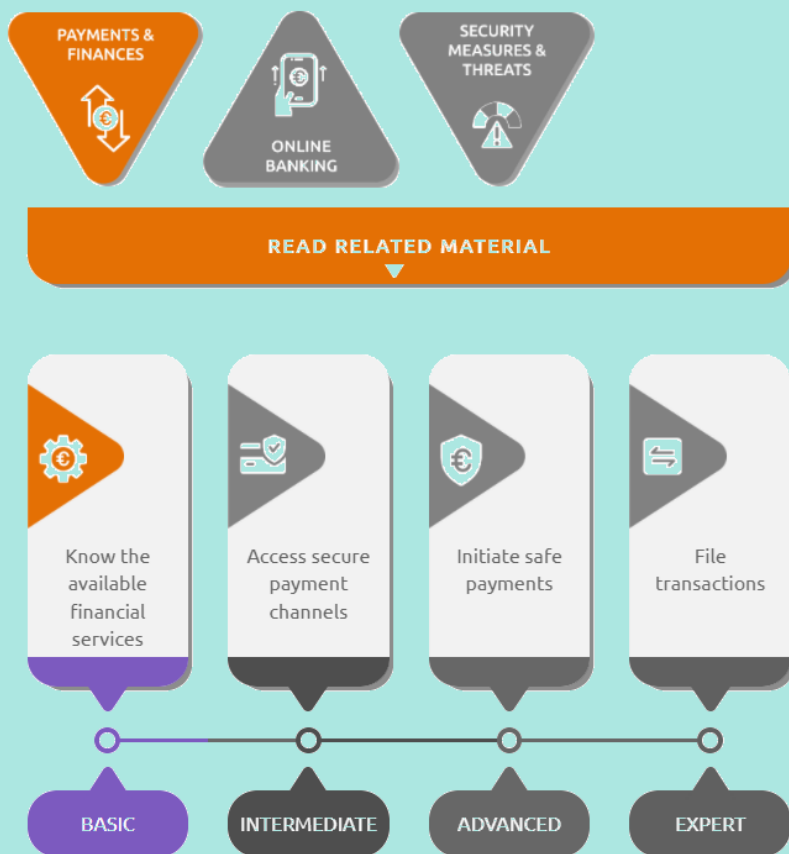 PAYMENTS &
FINANCES
ONLINE
BANKING
SECURITY
MEASURES &
THREATS
READ RELATED MATERIAL
Know the
available
financial
services
Access secure
payment
channels
Initiate safe
payments
File
transactions
BASIC
INTERMEDIATE
ADVANCED
EXPERT